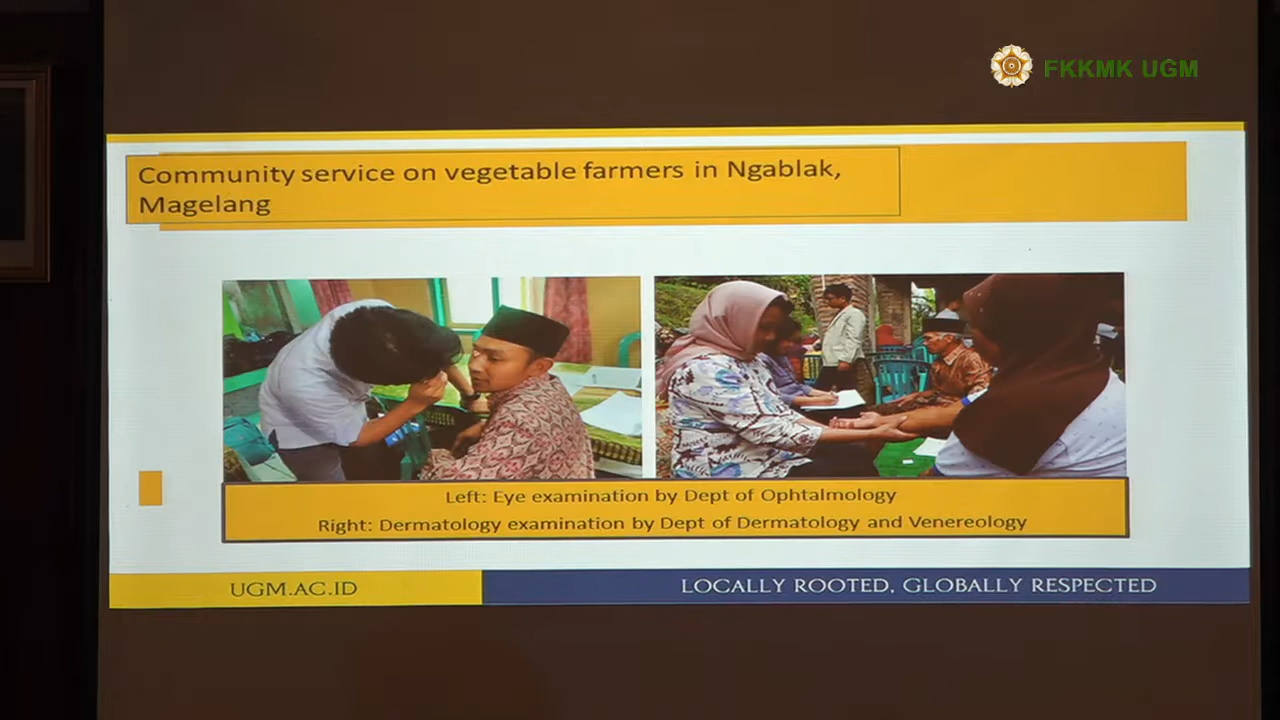 FKKMK UGM
Community service on vegetable farmers in Ngablak,
Magelang
Left: Eye examination by Dept of Ophtalmology
Right: Dermatology examination by Dept of Dermatology and Venereology
UGM.AC.ID
LOCALLY ROOTED, GLOBALLY RESPECTED